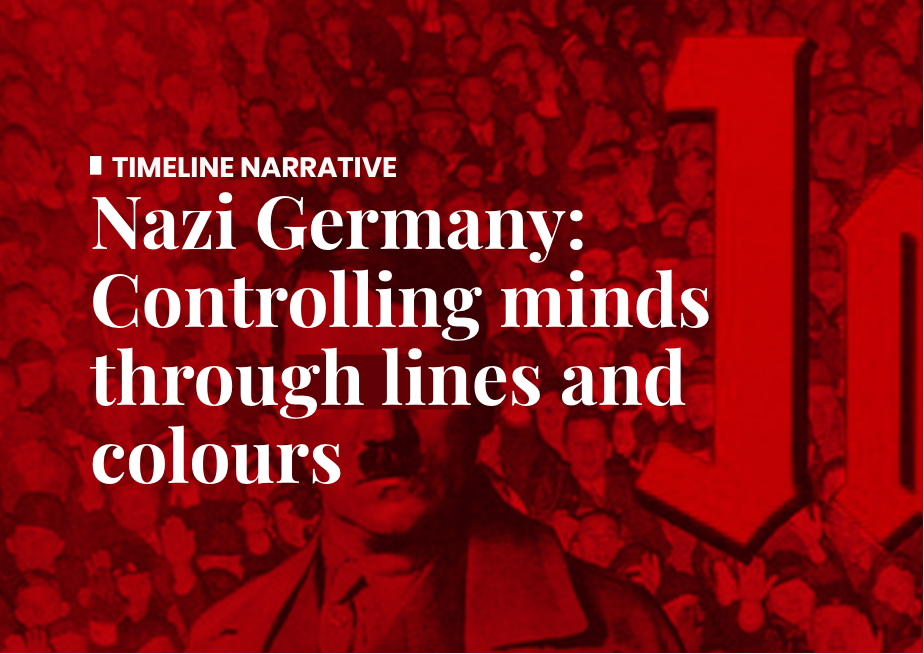 TIMELINE NARRATIVE
Nazi Germany:
Controlling minds
through lines and
colours